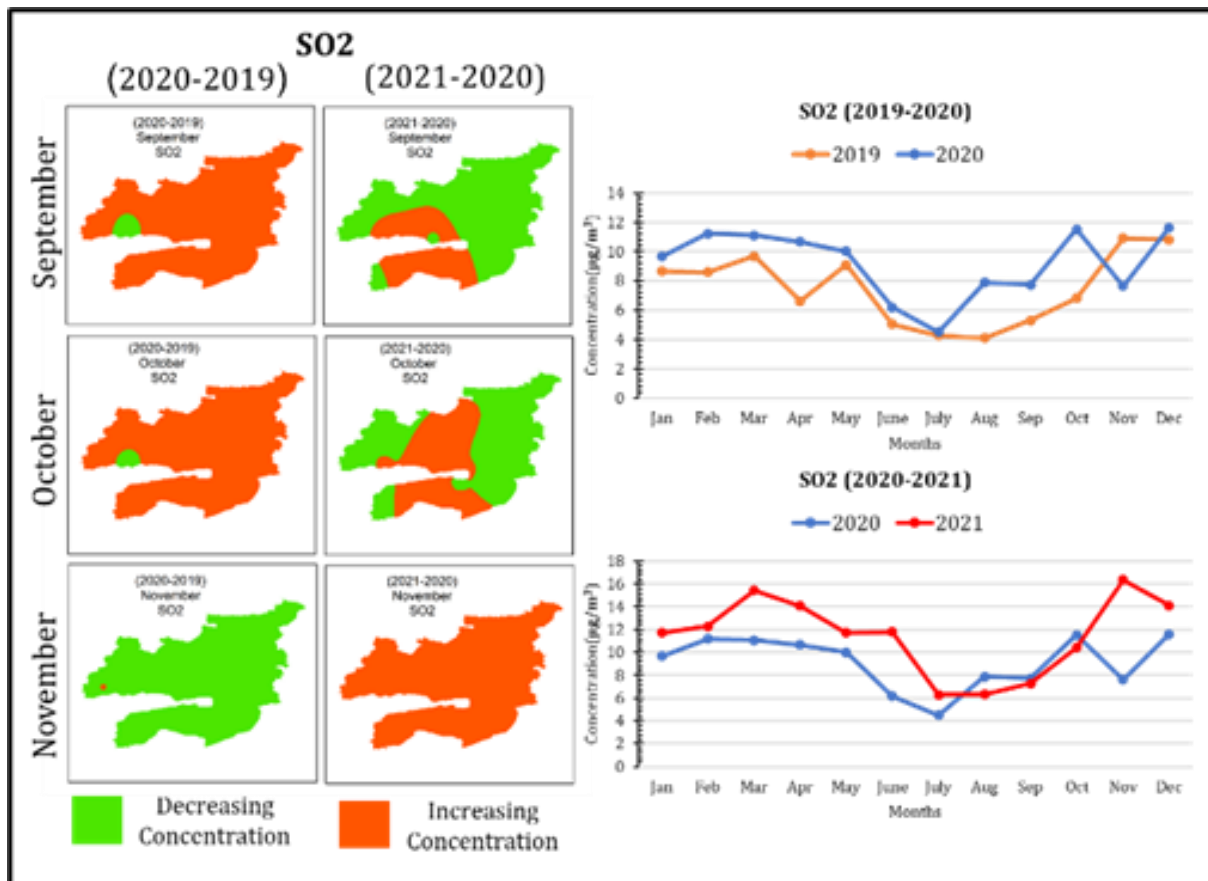 SO2
(2020-2019)
(2021-2020)
September
(2020-2019)
September
SO2
(2021-2020)
September
SO2
October
(2020-2019)
October
SO2
(2021-2020)
October
SO2
November
(2020-2019)
November
SO2
(2021-2020)
November
SO2
Decreasing
Concentration
Increasing
Concentration
SO2 (2019-2020)
2019 2020
Concentration(μg/m³)
14
12
10
8
6
4
2
0
Jan Feb Mar Apr May June July Aug Sep Oct Nov Dec
Months
SO2 (2020-2021)
2020 2021
Concentration(μg/m³)
18
16
14
12
10
8
6
4
2
0
Jan Feb Mar Apr May June July Aug Sep Oct Nov Dec
Months